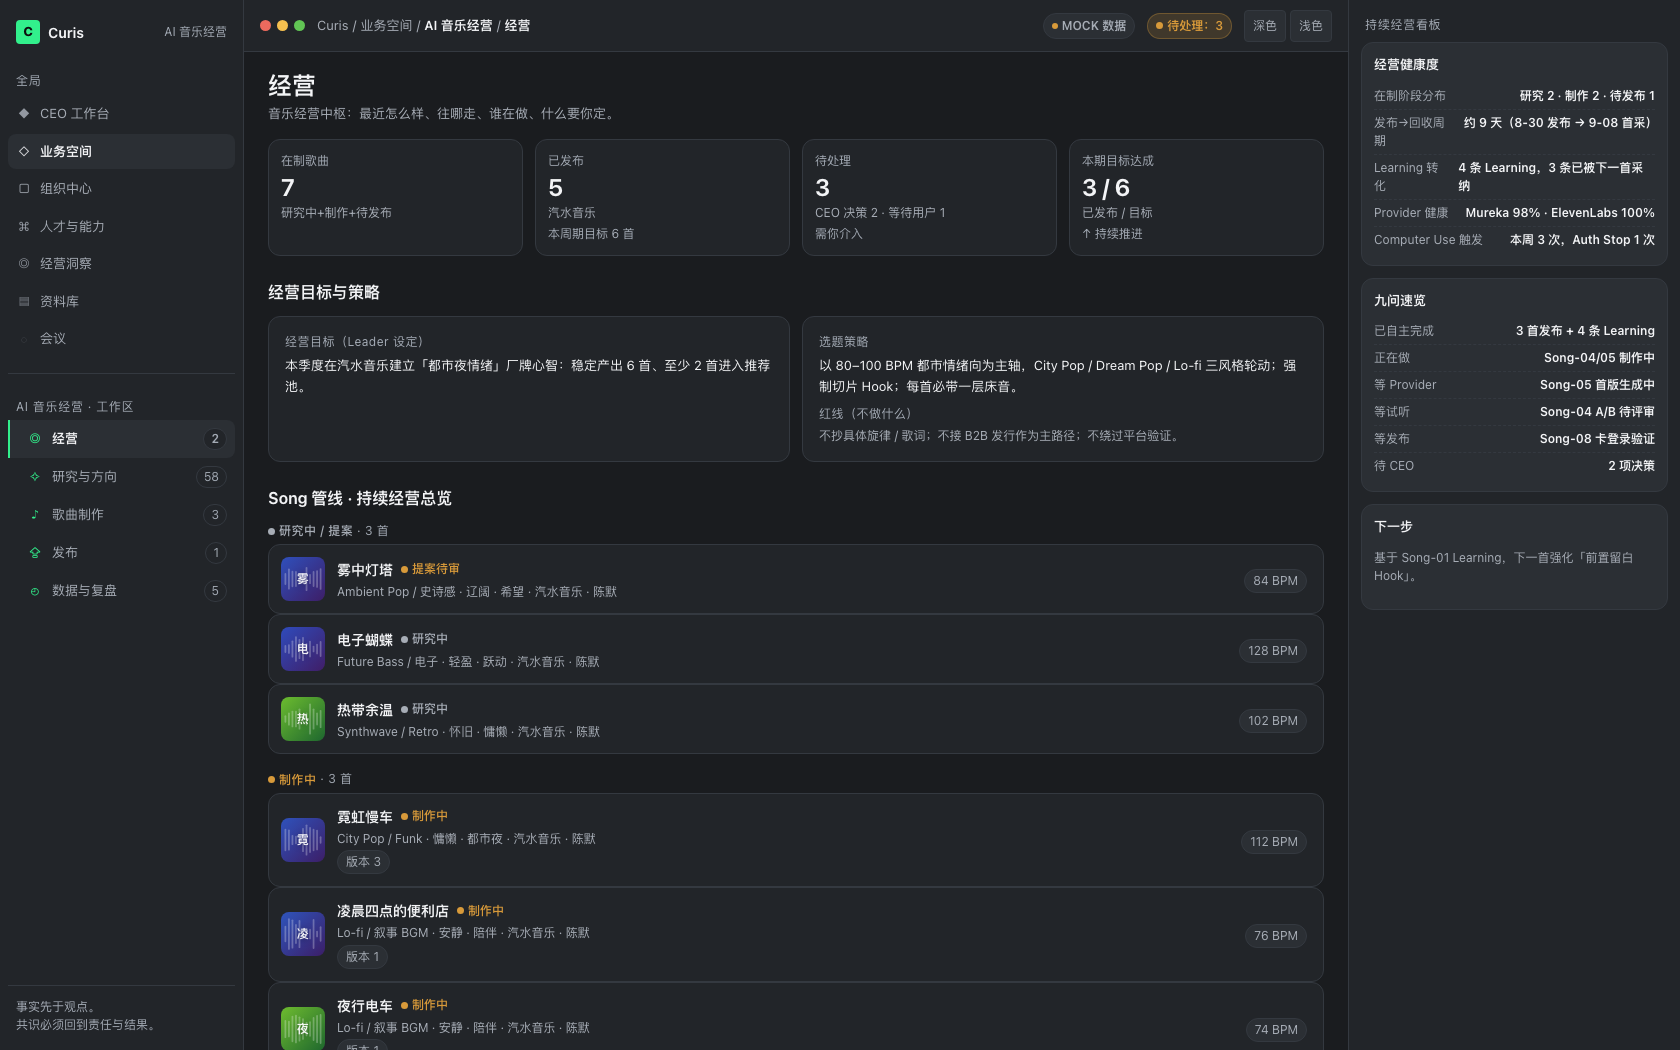 C Curis AI 音乐经营
全局
CEO 工作台
业务空间
组织中心
人才与能力
经营洞察
资料库
会议
AI 音乐经营 · 工作区
经营 2
研究与方向 58
歌曲制作 3
发布 1
数据与复盘 5
事实先于观点。
共识必须回到责任与结果。
Curis / 业务空间 / AI 音乐经营 / 经营
MOCK 数据
待处理：3
深色
浅色
经营
音乐经营中枢：最近怎么样、往哪走、谁在做、什么要你定。
在制歌曲
7
研究中+制作+待发布
已发布
5
汽水音乐
本周期目标 6 首
待处理
3
CEO 决策 2 · 等待用户 1
需你介入
本期目标达成
3 / 6
已发布 / 目标
↑ 持续推进
经营目标与策略
经营目标（Leader 设定）
本季度在汽水音乐建立「都市夜情绪」厂牌心智：稳定产出 6 首、至少 2 首进入推荐
池。
选题策略
以 80–100 BPM 都市情绪向为主轴，City Pop / Dream Pop / Lo-fi 三风格轮动；强
制切片 Hook；每首必带一层床音。
红线（不做什么）
不抄具体旋律 / 歌词；不接 B2B 发行作为主路径；不绕过平台验证。
Song 管线 · 持续经营总览
研究中 / 提案 · 3 首
雾
雾中灯塔 提案待审
Ambient Pop / 史诗感 · 辽阔 · 希望 · 汽水音乐 · 陈默
84 BPM
电
电子蝴蝶 研究中
Future Bass / 电子 · 轻盈 · 跃动 · 汽水音乐 · 陈默
128 BPM
热
热带余温 研究中
Synthwave / Retro · 怀旧 · 慵懒 · 汽水音乐 · 陈默
102 BPM
制作中 · 3 首
霓
霓虹慢车 制作中
City Pop / Funk · 慵懒 · 都市夜 · 汽水音乐 · 陈默
版本 3
112 BPM
凌
凌晨四点的便利店 制作中
Lo-fi / 叙事 BGM · 安静 · 陪伴 · 汽水音乐 · 陈默
版本 1
76 BPM
夜
夜行电车 制作中
Lo-fi / 叙事 BGM · 安静 · 陪伴 · 汽水音乐 · 陈默
版本 1
74 BPM
持续经营看板
经营健康度
在制阶段分布 研究 2 · 制作 2 · 待发布 1
发布→回收周
期
约 9 天（8-30 发布 → 9-08 首采）
Learning 转
化
4 条 Learning，3 条已被下一首采
纳
Provider 健康 Mureka 98% · ElevenLabs 100%
Computer Use 触发 本周 3 次，Auth Stop 1 次
九问速览
已自主完成 3 首发布 + 4 条 Learning
正在做 Song-04/05 制作中
等 Provider Song-05 首版生成中
等试听 Song-04 A/B 待评审
等发布 Song-08 卡登录验证
待 CEO 2 项决策
下一步
基于 Song-01 Learning，下一首强化「前置留白
Hook」。